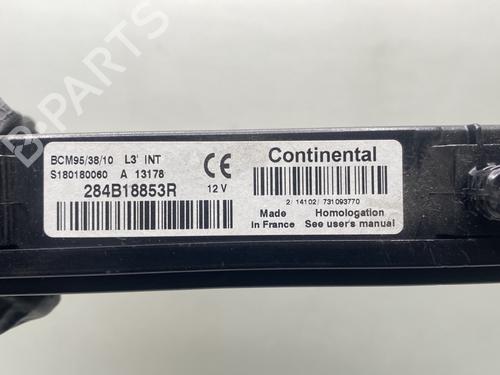 BCM95/38/10 L3' INT
S180180060 A 13178
284B18853R
12 V
CE
Continental
2/ 14102/ 731093770
Made
in France
Homologation
See user's manual
B-PARTS